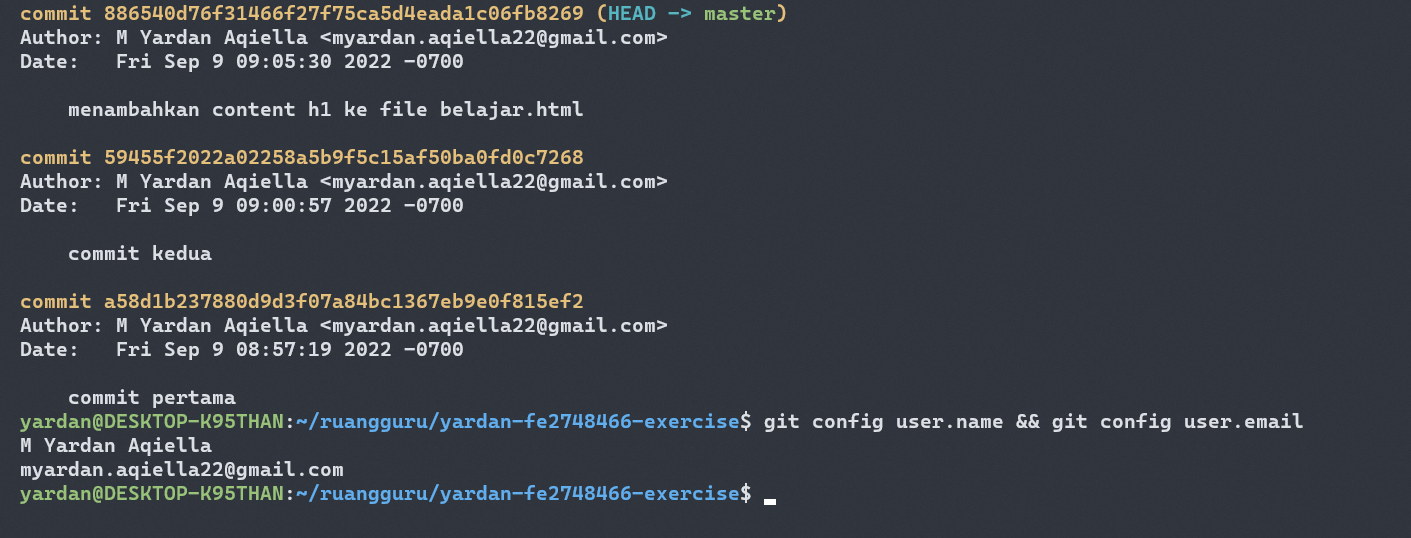 commit 886540d76f31466f27f75ca5d4eada1c06fb8269 (HEAD -> master)
Author: M Yardan Aqiella <myardan.aqiella22@gmail.com>
Date:   Fri Sep 9 09:05:30 2022 -0700
    menambahkan content h1 ke file belajar.html
commit 59455f2022a02258a5b9f5c15af50ba0fd0c7268
Author: M Yardan Aqiella <myardan.aqiella22@gmail.com>
Date:   Fri Sep 9 09:00:57 2022 -0700
    commit kedua
commit a58d1b237880d9d3f07a84bc1367eb9e0f815ef2
Author: M Yardan Aqiella <myardan.aqiella22@gmail.com>
Date:   Fri Sep 9 08:57:19 2022 -0700
    commit pertama
yardan@DESKTOP-K95THAN:~/ruangguru/yardan-fe2748466-exercise$ git config user.name && git config user.email
M Yardan Aqiella
myardan.aqiella22@gmail.com
yardan@DESKTOP-K95THAN:~/ruangguru/yardan-fe2748466-exercise$